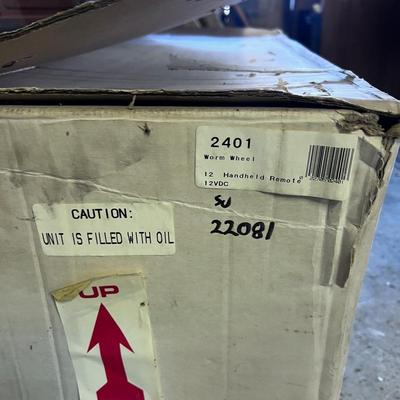 2401
Worm Wheel
12 Handheld Remote
12VDC
SU
22081
CAUTION:
UNIT IS FILLED WITH OIL
UP